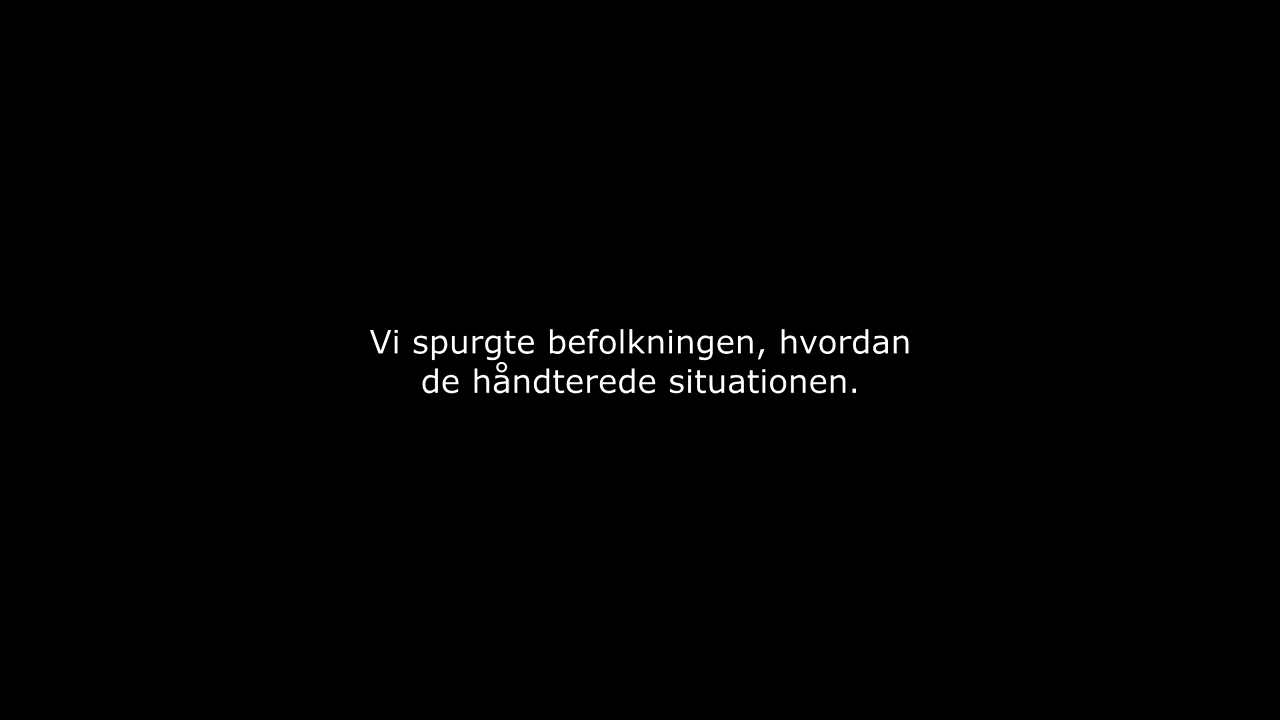 Vi spurgte befolkningen, hvordan
de håndterede situationen.